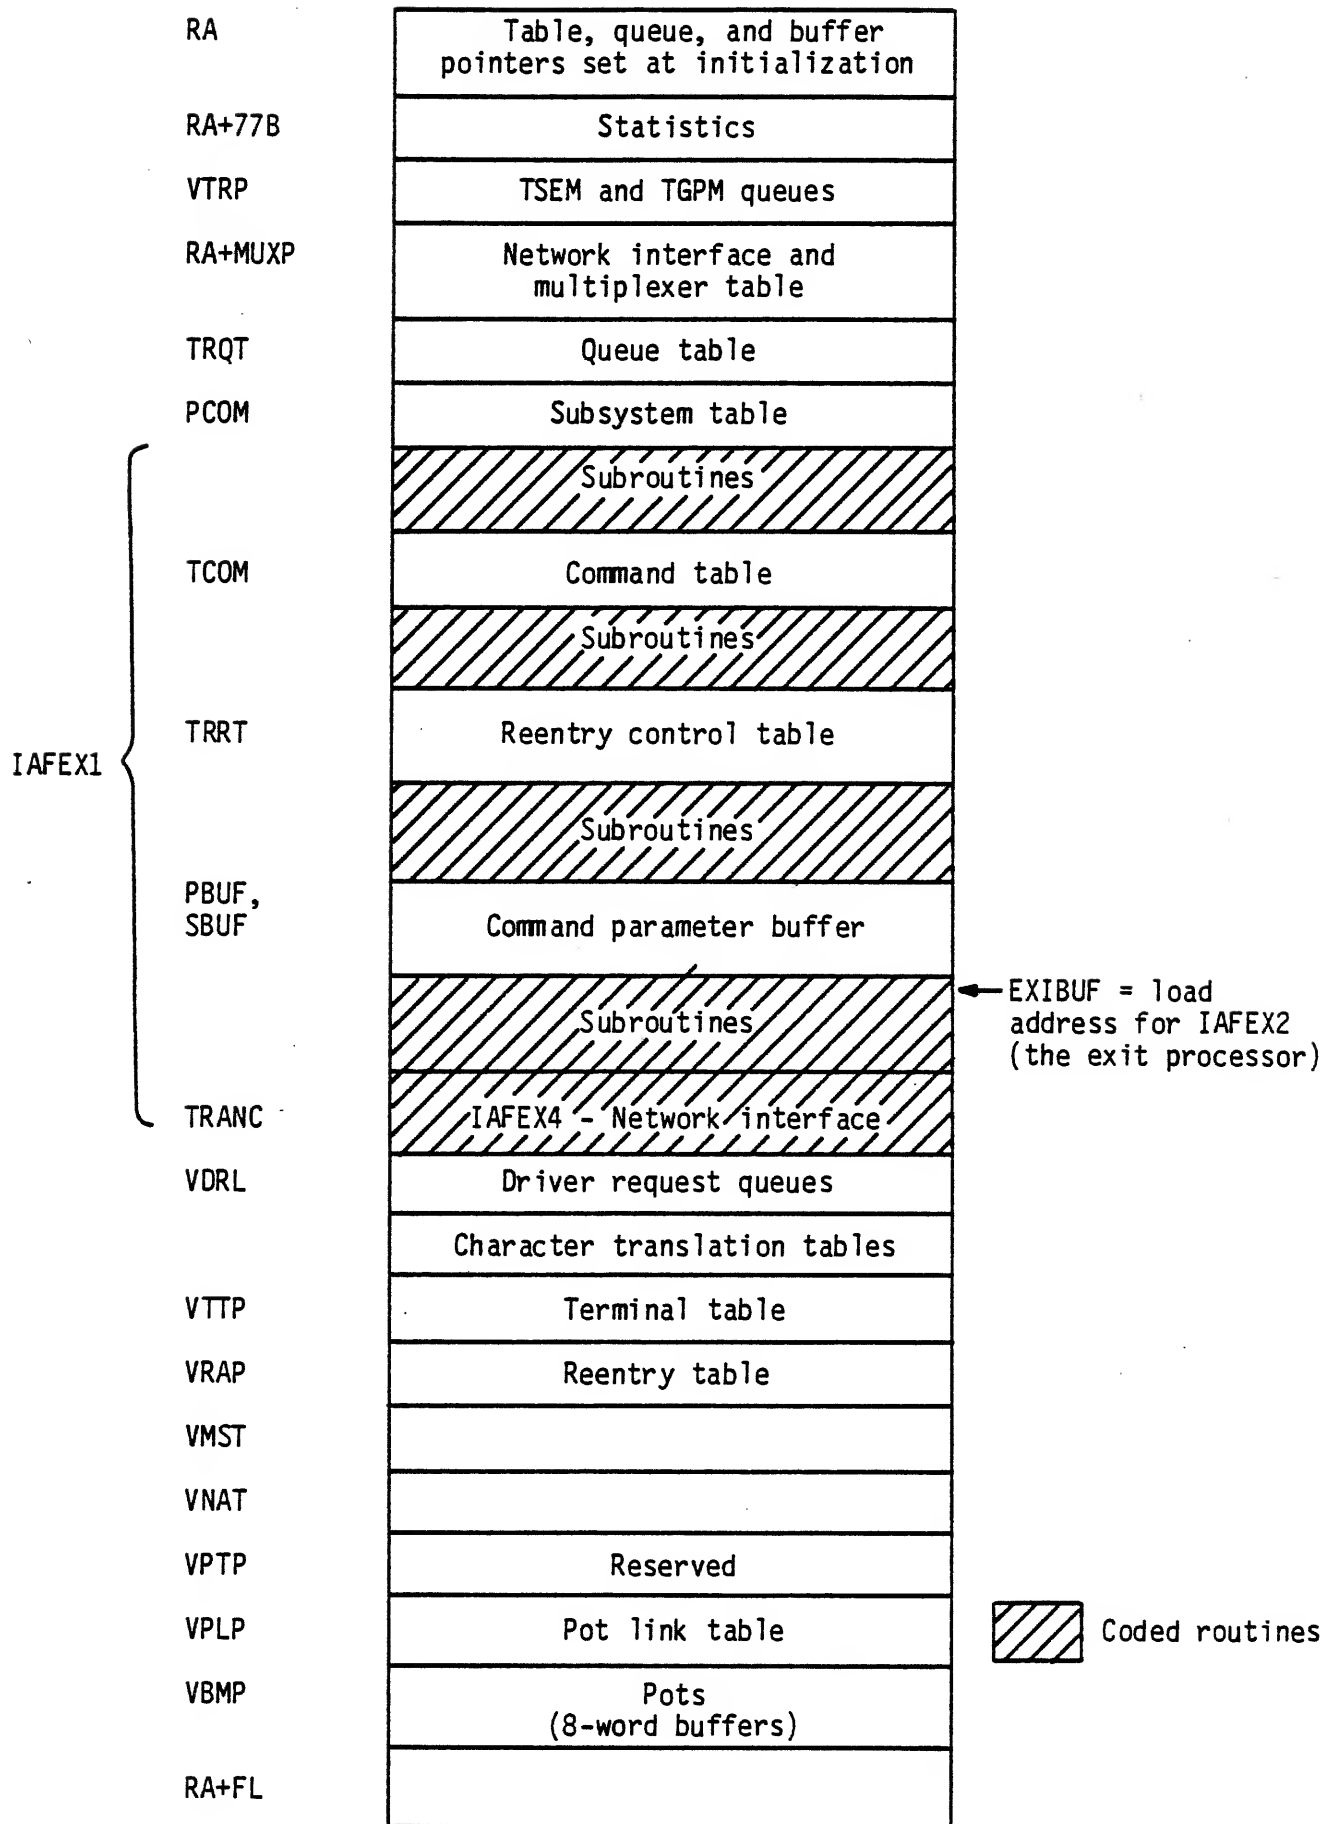 RA
Table, queue, and buffer
pointers set at initialization
RA+77B
Statistics
VTRP
TSEM and TGPM queues
RA+MUXP
Network interface and
multiplexer table
TRQT
Queue table
PCOM
Subsystem table
Subroutines
TCOM
Command table
Subroutines
TRRT
Reentry control table
IAFEX1
Subroutines
PBUF,
SBUF
Command parameter buffer
EXIBUF = load
address for IAFEX2
(the exit processor)
Subroutines
TRANC
IAFEX4 - Network interface
VDRL
Driver request queues
Character translation tables
VTTP
Terminal table
VRAP
Reentry table
VMST
VNAT
VPTP
Reserved
VPLP
Pot link table
Coded routines
VBMP
Pots
(8-word buffers)
RA+FL